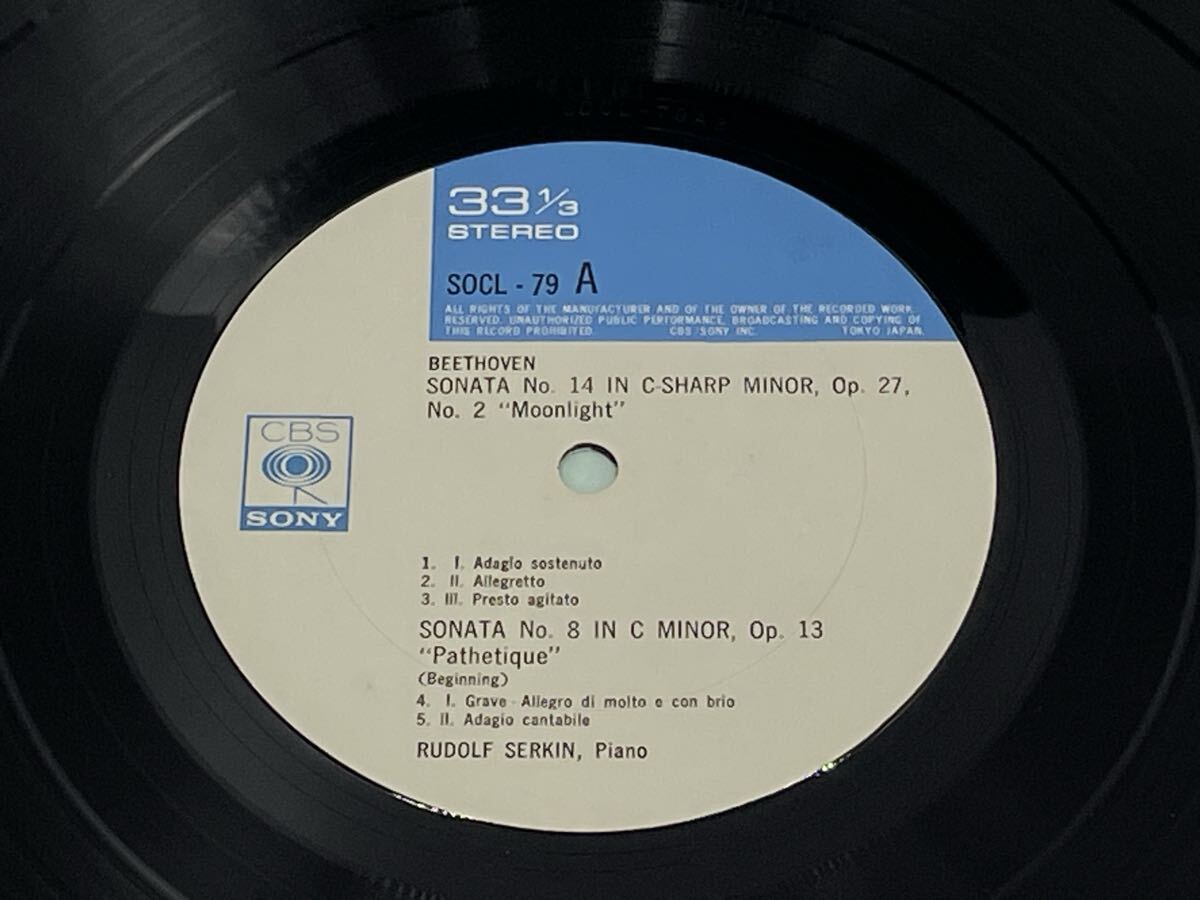 33 1/3
STEREO
SOCL - 79 A
ALL RIGHTS OF THE MANUFACTURER AND OF THE OWNER OF THE RECORDED WORK
RESERVED. UNAUTHORIZED PUBLIC PERFORMANCE, BROADCASTING AND COPYING OF
THIS RECORD PROHIBITED. CBS/SONY INC. TOKYO JAPAN.
BEETHOVEN
SONATA No. 14 IN C-SHARP MINOR, Op. 27,
No. 2 “Moonlight”
CBS
SONY
1. I. Adagio sostenuto
2. II. Allegretto
3. III. Presto agitato
SONATA No. 8 IN C MINOR, Op. 13
“Pathetique”
(Beginning)
4. I. Grave - Allegro di molto e con brio
5. II. Adagio cantabile
RUDOLF SERKIN, Piano